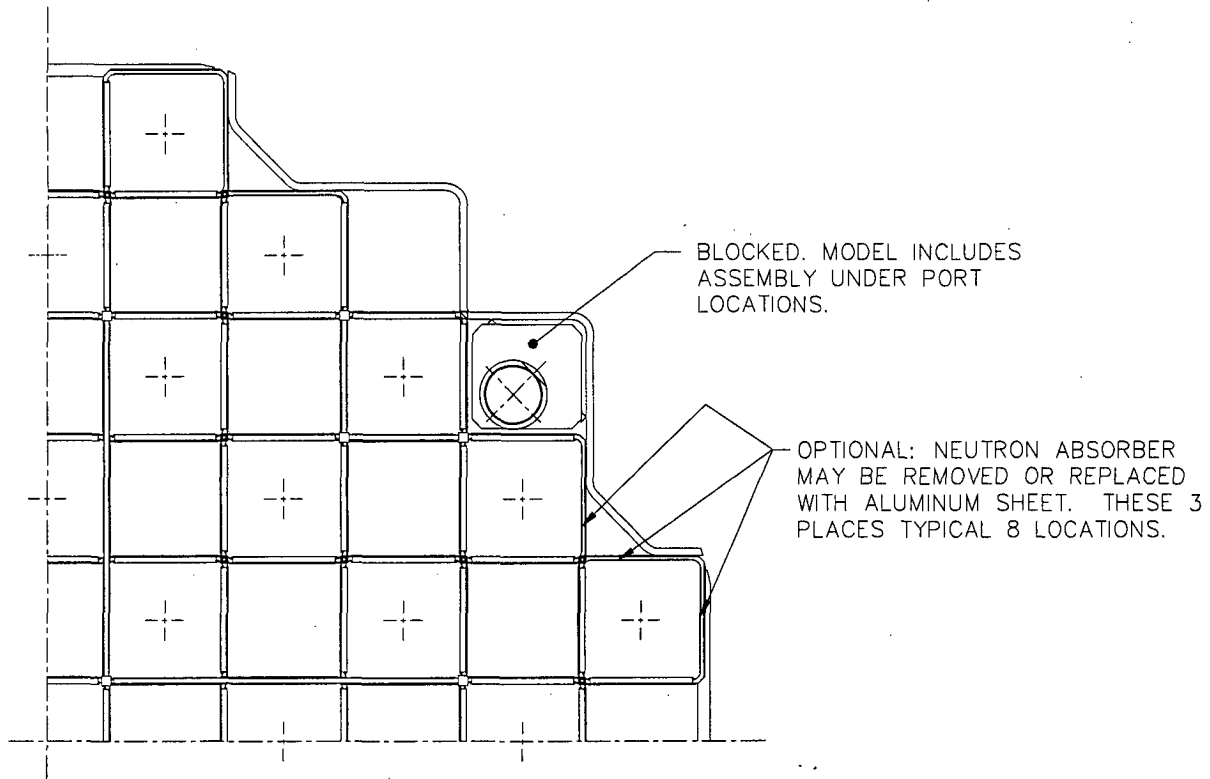 BLOCKED. MODEL INCLUDES
ASSEMBLY UNDER PORT
LOCATIONS.
OPTIONAL: NEUTRON ABSORBER
MAY BE REMOVED OR REPLACED
WITH ALUMINUM SHEET. THESE 3
PLACES TYPICAL 8 LOCATIONS.